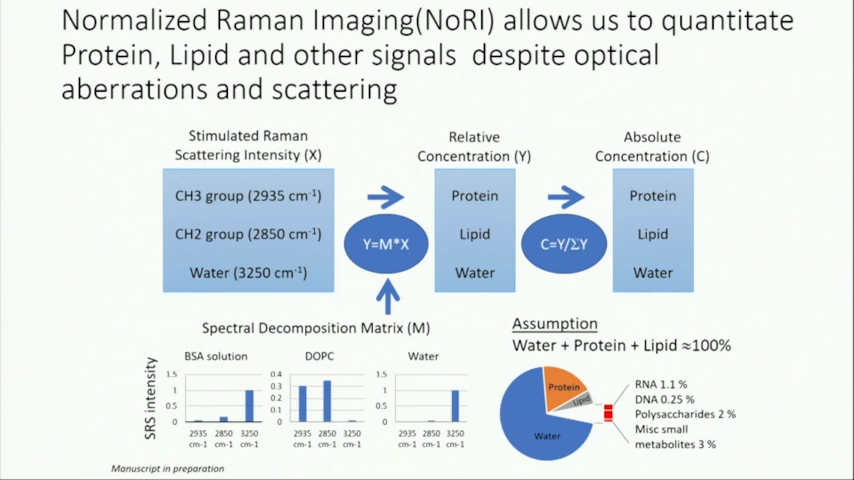 Normalized Raman Imaging(NoRI) allows us to quantitate
Protein, Lipid and other signals despite optical
aberrations and scattering
Stimulated Raman
Scattering Intensity (X)
Relative
Concentration (Y)
Absolute
Concentration (C)
CH3 group (2935 cm⁻¹)
CH2 group (2850 cm⁻¹)
Water (3250 cm⁻¹)
Y=M*X
Protein
Lipid
Water
C=Y/ΣY
Protein
Lipid
Water
Spectral Decomposition Matrix (M)
SRS intensity
BSA solution
1.5
1
0.5
0
2935 2850 3250
cm-1 cm-1 cm-1
DOPC
0.4
0.3
0.2
0.1
0
2935 2850 3250
cm-1 cm-1 cm-1
Water
1.5
1
0.5
0
2935 2850 3250
cm-1 cm-1 cm-1
Assumption
Water + Protein + Lipid ≈100%
Protein
Lipid
Water
RNA 1.1 %
DNA 0.25 %
Polysaccharides 2 %
Misc small
metabolites 3 %
Manuscript in preparation